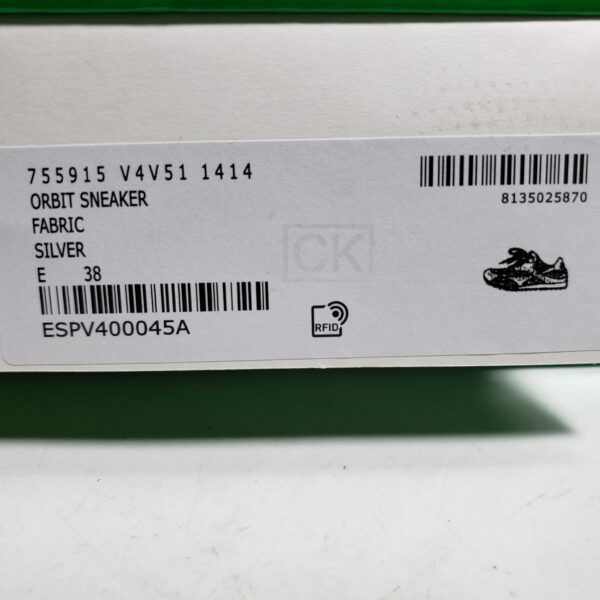 755915 V4V51 1414
ORBIT SNEAKER
FABRIC
SILVER
E 38
ESPV400045A
8135025870
CK
RFID